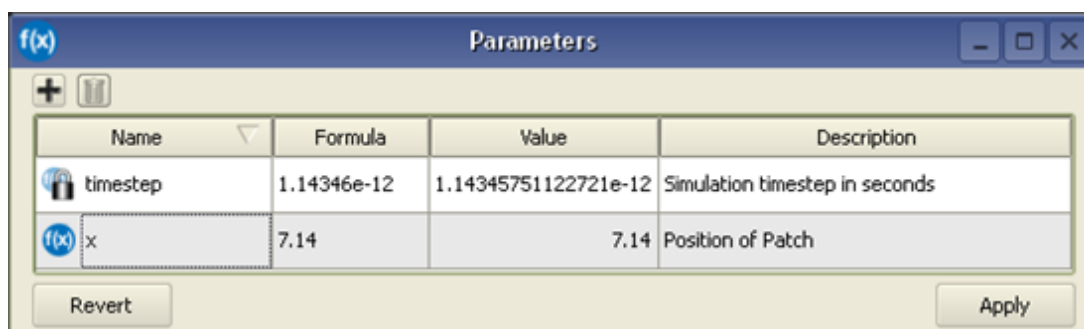 f(x) Parameters
Name Formula Value Description
timestep 1.14346e-12 1.14345751122721e-12 Simulation timestep in seconds
f(x) x 7.14 7.14 Position of Patch
Revert Apply